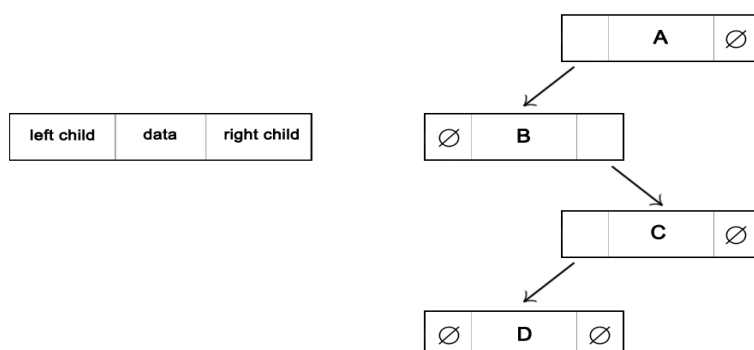 A ∅
left child data right child
∅ B
C ∅
∅ D ∅